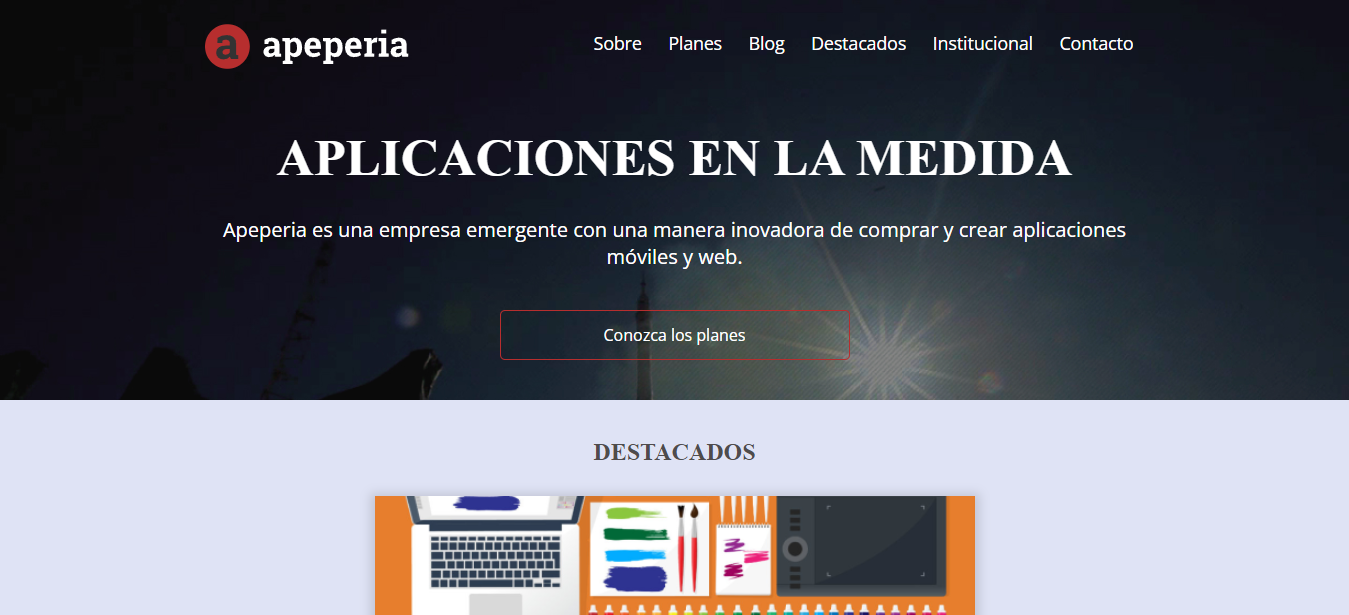 a apeperia
Sobre Planes Blog Destacados Institucional Contacto
APLICACIONES EN LA MEDIDA
Apeperia es una empresa emergente con una manera inovadora de comprar y crear aplicaciones
móviles y web.
Conozca los planes
DESTACADOS